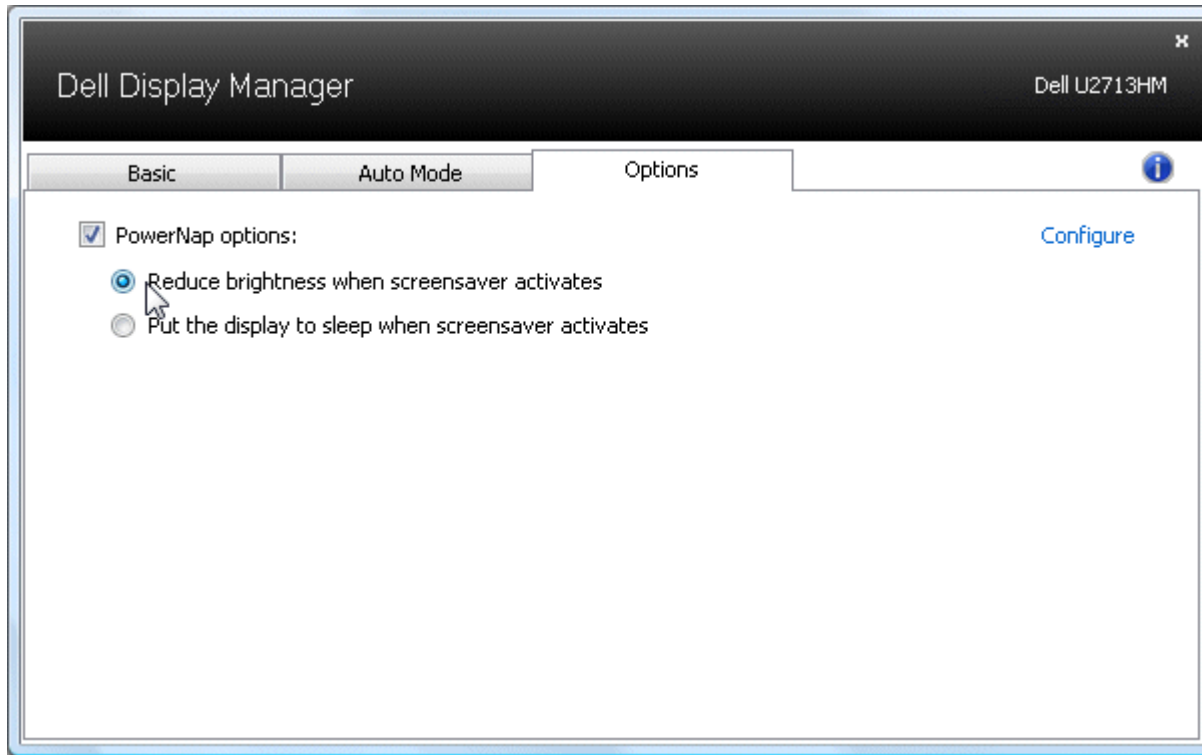 Dell Display Manager
Dell U2713HM
Basic
Auto Mode
Options
PowerNap options:
Configure
Reduce brightness when screensaver activates
Put the display to sleep when screensaver activates